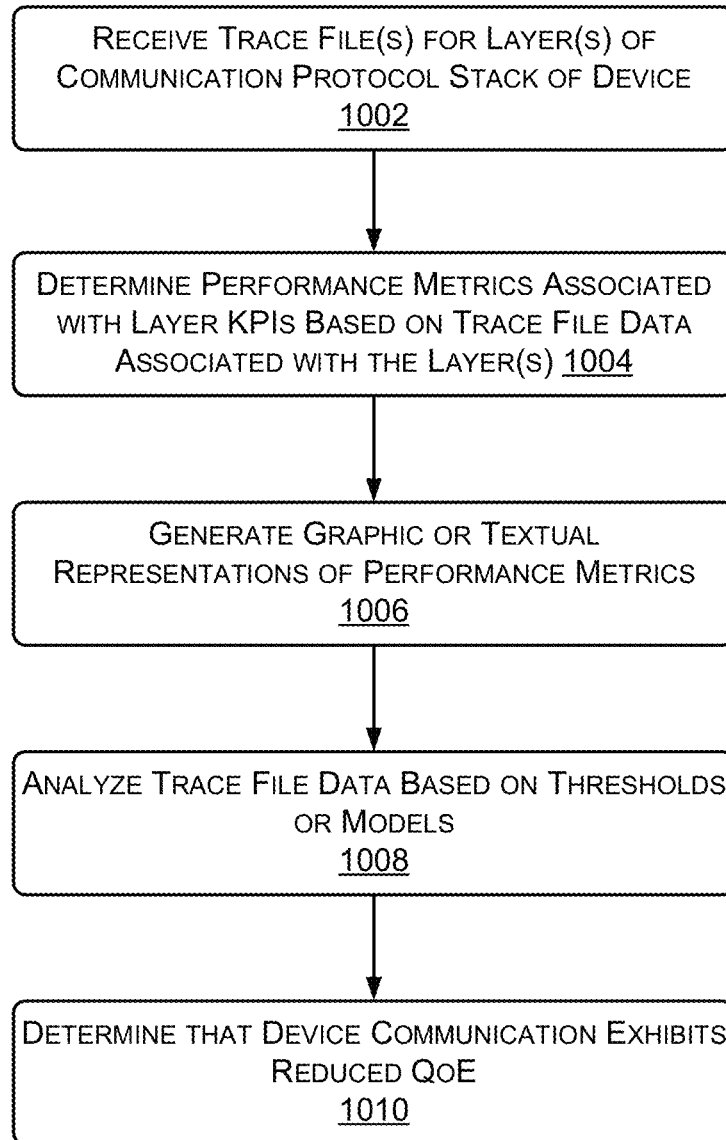 RECEIVE TRACE FILE(S) FOR LAYER(S) OF
COMMUNICATION PROTOCOL STACK OF DEVICE
1002
DETERMINE PERFORMANCE METRICS ASSOCIATED
WITH LAYER KPIS BASED ON TRACE FILE DATA
ASSOCIATED WITH THE LAYER(S) 1004
GENERATE GRAPHIC OR TEXTUAL
REPRESENTATIONS OF PERFORMANCE METRICS
1006
ANALYZE TRACE FILE DATA BASED ON THRESHOLDS
OR MODELS
1008
DETERMINE THAT DEVICE COMMUNICATION EXHIBITS
REDUCED QOE
1010